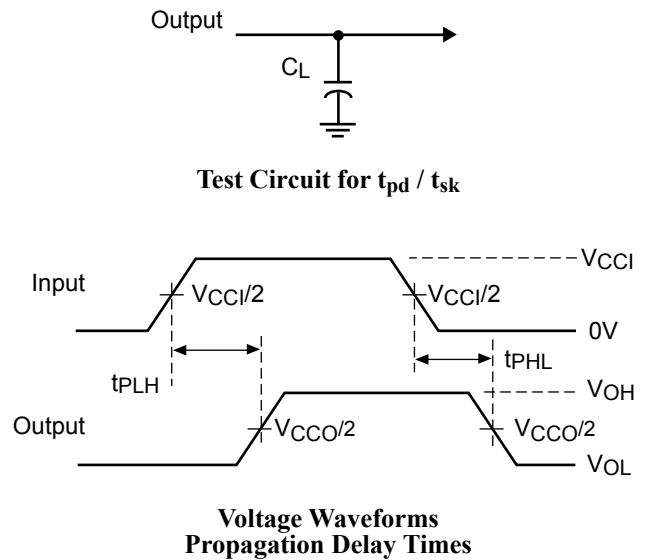 Output
CL
Test Circuit for tpd / tsk
VCCI
Input
VCCI/2
VCCI/2
0V
tPLH
tPHL
VOH
Output
VCCO/2
VCCO/2
VOL
Voltage Waveforms
Propagation Delay Times